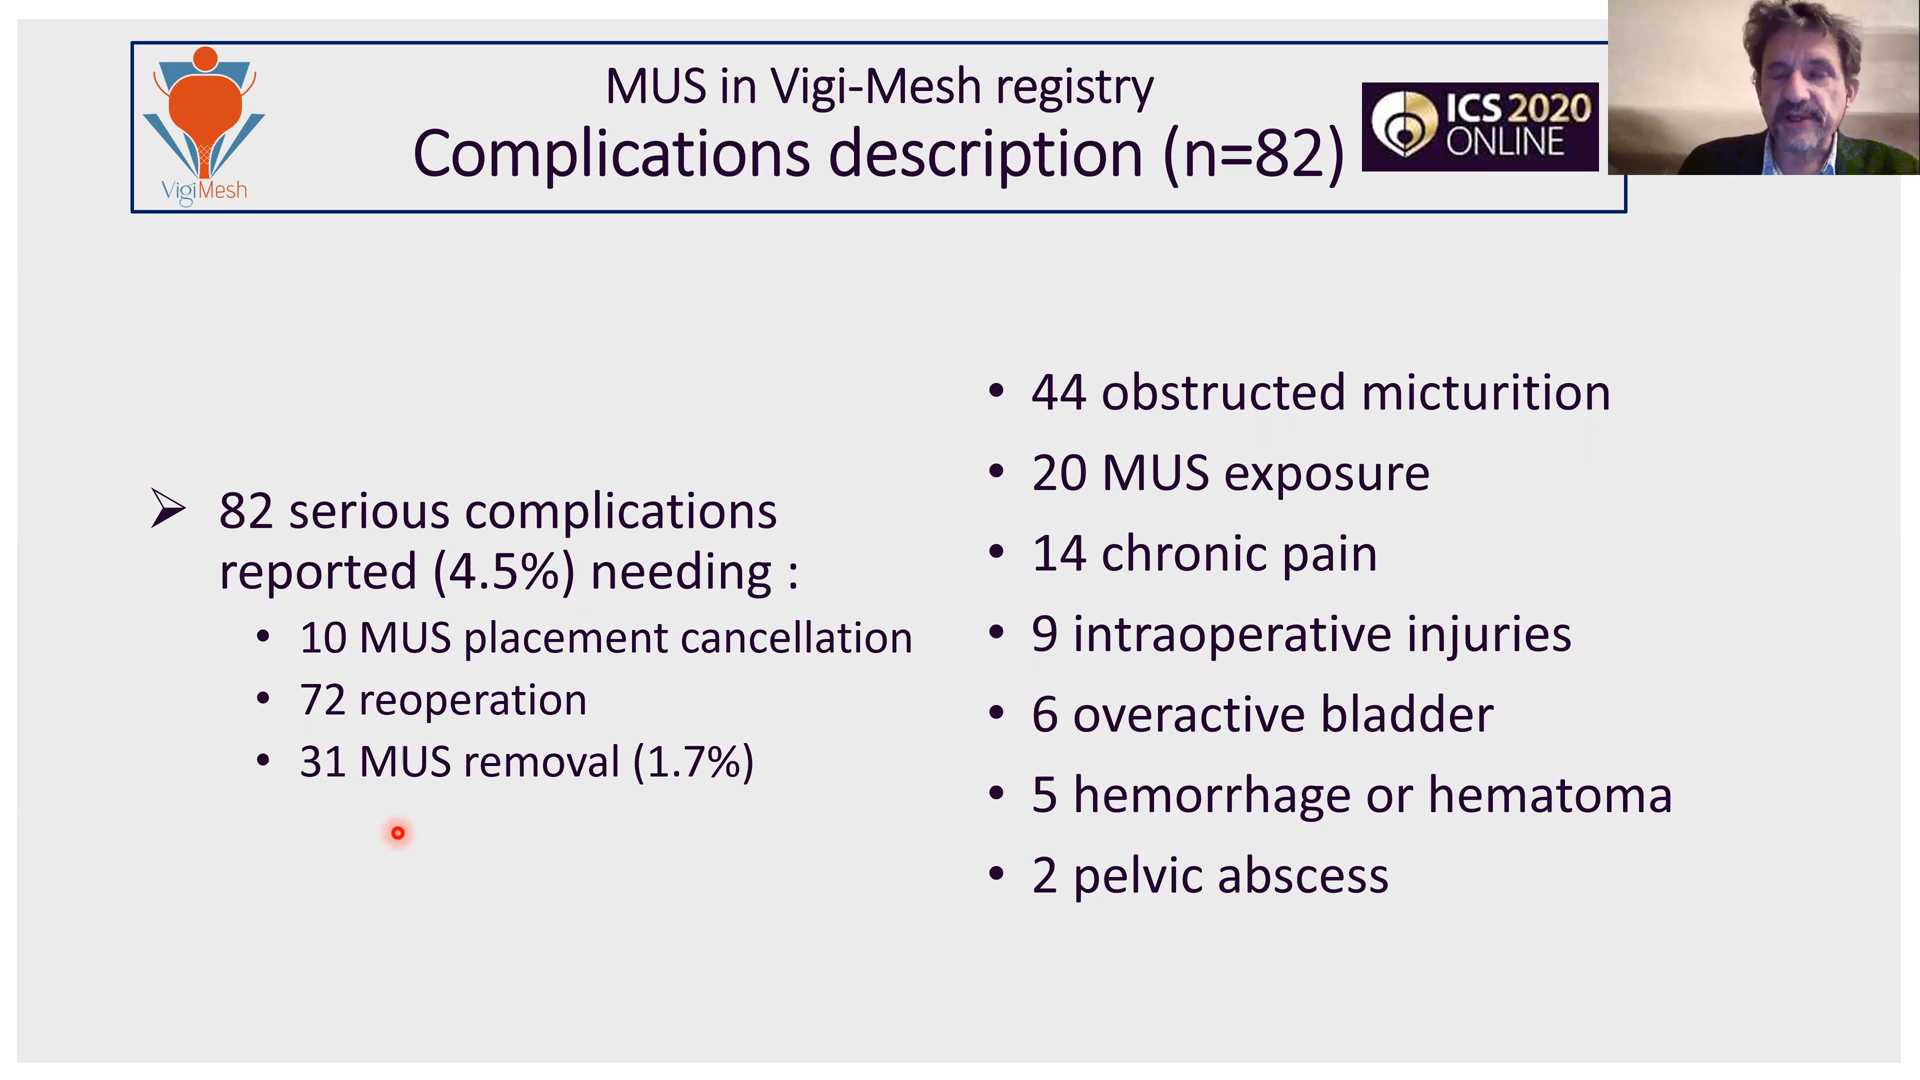 MUS in Vigi-Mesh registry
Complications description (n=82)
VigiMesh
ICS 2020
ONLINE
➢ 82 serious complications
reported (4.5%) needing :
• 10 MUS placement cancellation
• 72 reoperation
• 31 MUS removal (1.7%)
• 44 obstructed micturition
• 20 MUS exposure
• 14 chronic pain
• 9 intraoperative injuries
• 6 overactive bladder
• 5 hemorrhage or hematoma
• 2 pelvic abscess